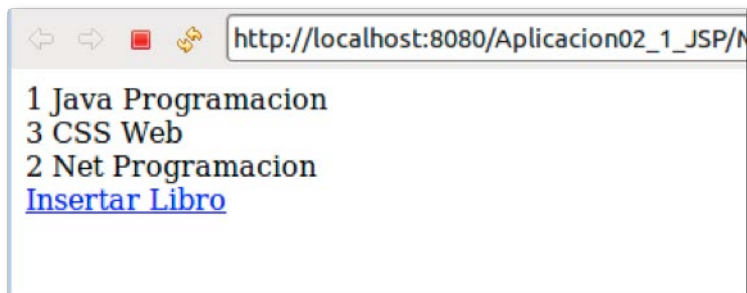 http://localhost:8080/Aplicacion02_1_JSP/
1 Java Programacion
3 CSS Web
2 Net Programacion
Insertar Libro